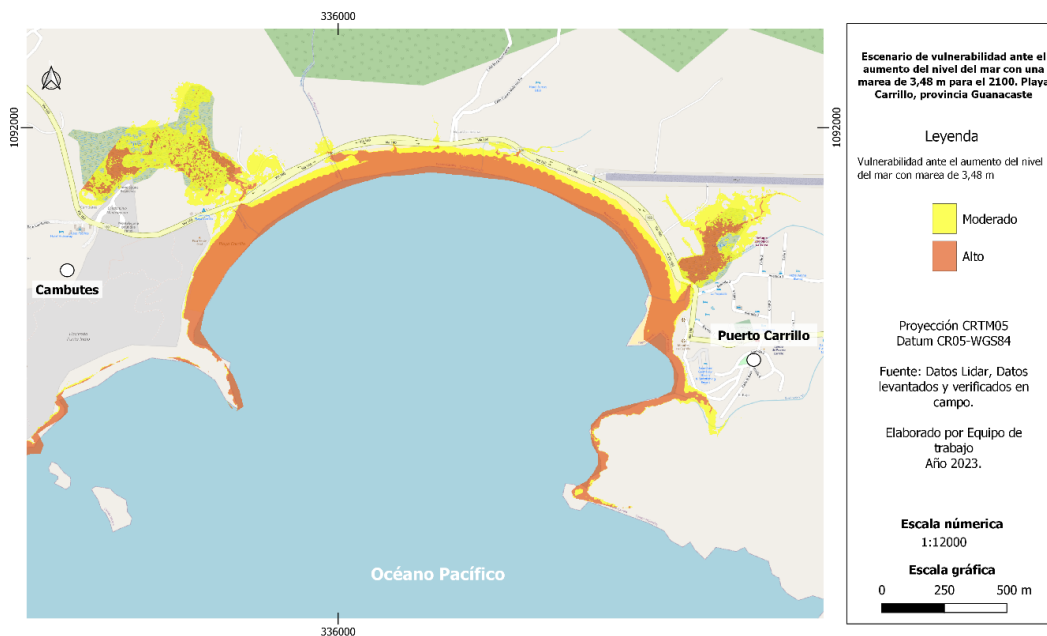 336000
1092000
1092000
Cambutes
Puerto Carrillo
Océano Pacífico
336000
Escenario de vulnerabilidad ante el
aumento del nivel del mar con una
marea de 3,48 m para el 2100. Playa
Carrillo, provincia Guanacaste
Leyenda
Vulnerabilidad ante el aumento del nivel
del mar con marea de 3,48 m
Moderado
Alto
Proyección CRTM05
Datum CR05-WGS84
Fuente: Datos Lidar, Datos
levantados y verificados en
campo.
Elaborado por Equipo de
trabajo
Año 2023.
Escala númerica
1:12000
Escala gráfica
0 250 500 m